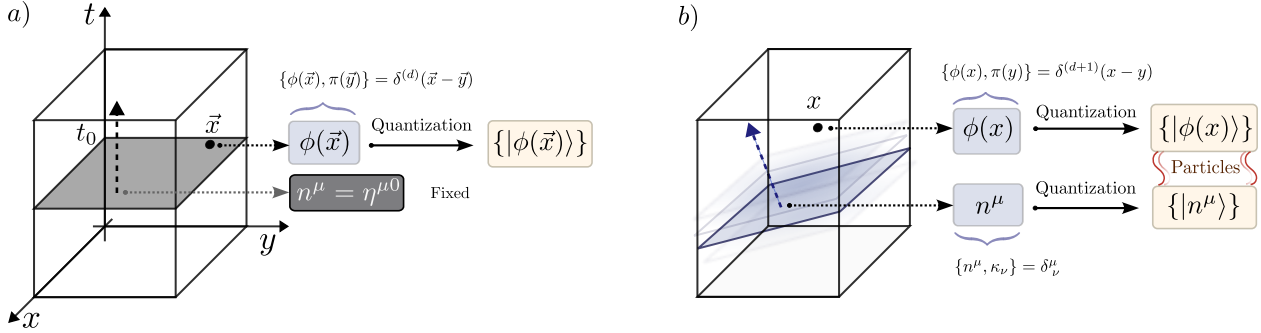 a)
t
{ϕ(x⃗), π(y⃗)} = δ^(d)(x⃗ − y⃗)
t₀
x⃗
ϕ(x⃗)
Quantization
{|ϕ(x⃗)⟩}
n^μ = η^{μ0}
Fixed
y
x
b)
{ϕ(x), π(y)} = δ^(d+1)(x − y)
x
ϕ(x)
Quantization
{|ϕ(x)⟩}
Particles
n^μ
Quantization
{|n^μ⟩}
{n^μ, κ_ν} = δ^μ_ν